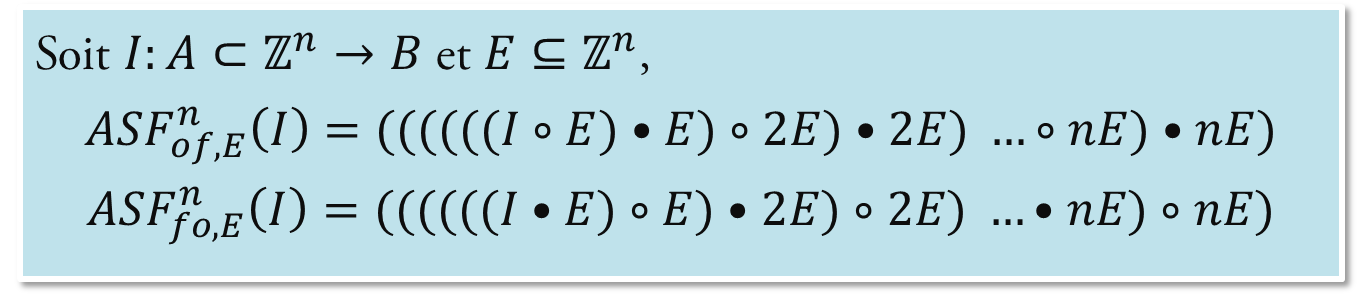 Soit I: A ⊂ ℤⁿ → B et E ⊆ ℤⁿ,
ASFⁿ_{of,E}(I) = ((((((I ∘ E) • E) ∘ 2E) • 2E) ... ∘ nE) • nE)
ASFⁿ_{fo,E}(I) = ((((((I • E) ∘ E) • 2E) ∘ 2E) ... • nE) ∘ nE)